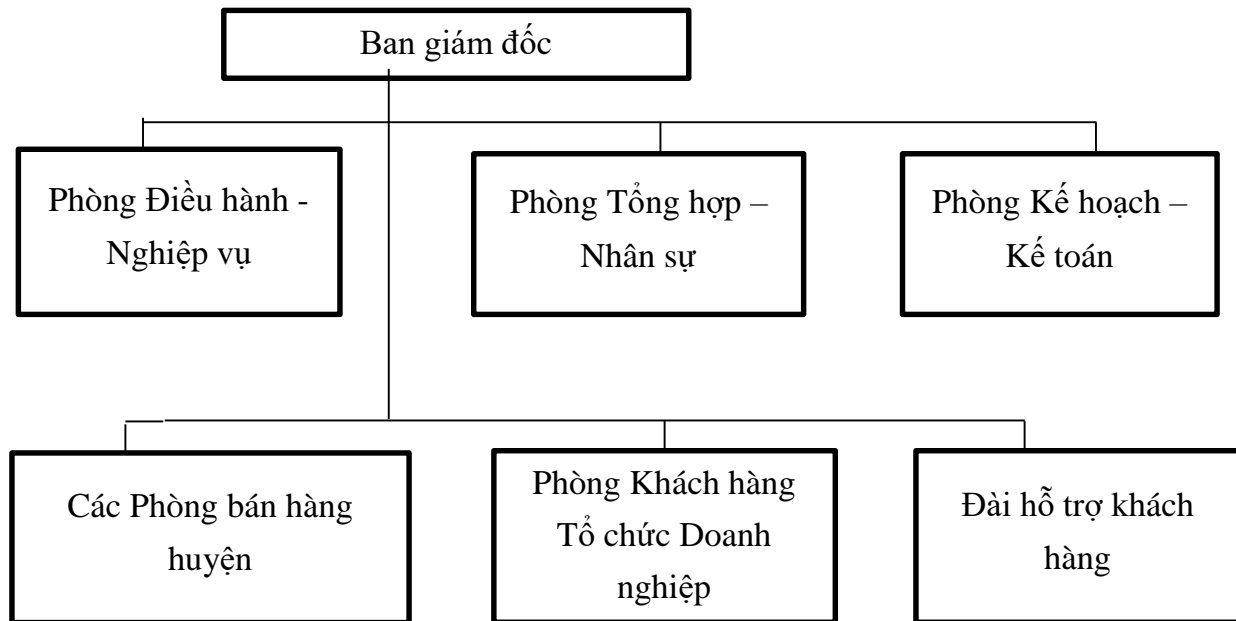 Ban giám đốc
Phòng Điều hành -
Nghiệp vụ
Phòng Tổng hợp –
Nhân sự
Phòng Kế hoạch –
Kế toán
Các Phòng bán hàng
huyện
Phòng Khách hàng
Tổ chức Doanh
nghiệp
Đài hỗ trợ khách
hàng